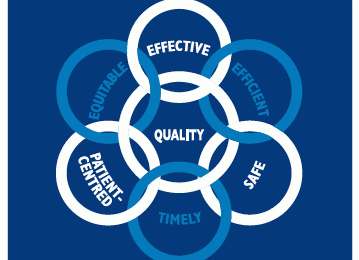 EFFECTIVE
EQUITABLE
EFFICIENT
QUALITY
PATIENT-
CENTRED
SAFE
TIMELY